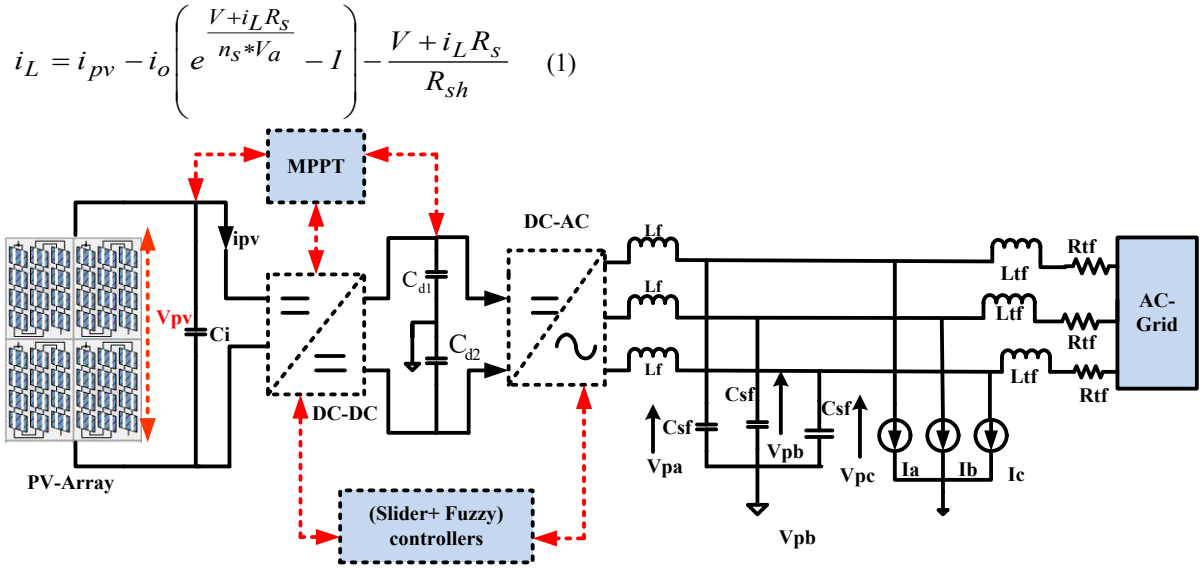 i_L = i_pv - i_o ( e^((V+i_L R_s)/(n_s*V_a)) - 1 ) - (V + i_L R_s)/R_sh (1)
MPPT
DC-AC
ipv
Vpv
Ci
C_d1
C_d2
DC-DC
PV-Array
(Slider+ Fuzzy)
controllers
Lf
Lf
Lf
Ltf
Rtf
Ltf
Rtf
Ltf
Rtf
AC-
Grid
Csf
Csf
Csf
Vpa
Vpb
Vpc
Ia
Ib
Ic
Vpb